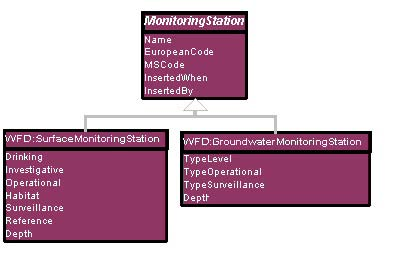 MonitoringStation
Name
EuropeanCode
MSCode
InsertedWhen
InsertedBy
WFD:SurfaceMonitoringStation
Drinking
Investigative
Operational
Habitat
Surveillance
Reference
Depth
WFD:GroundwaterMonitoringStation
TypeLevel
TypeOperational
TypeSurveillance
Depth